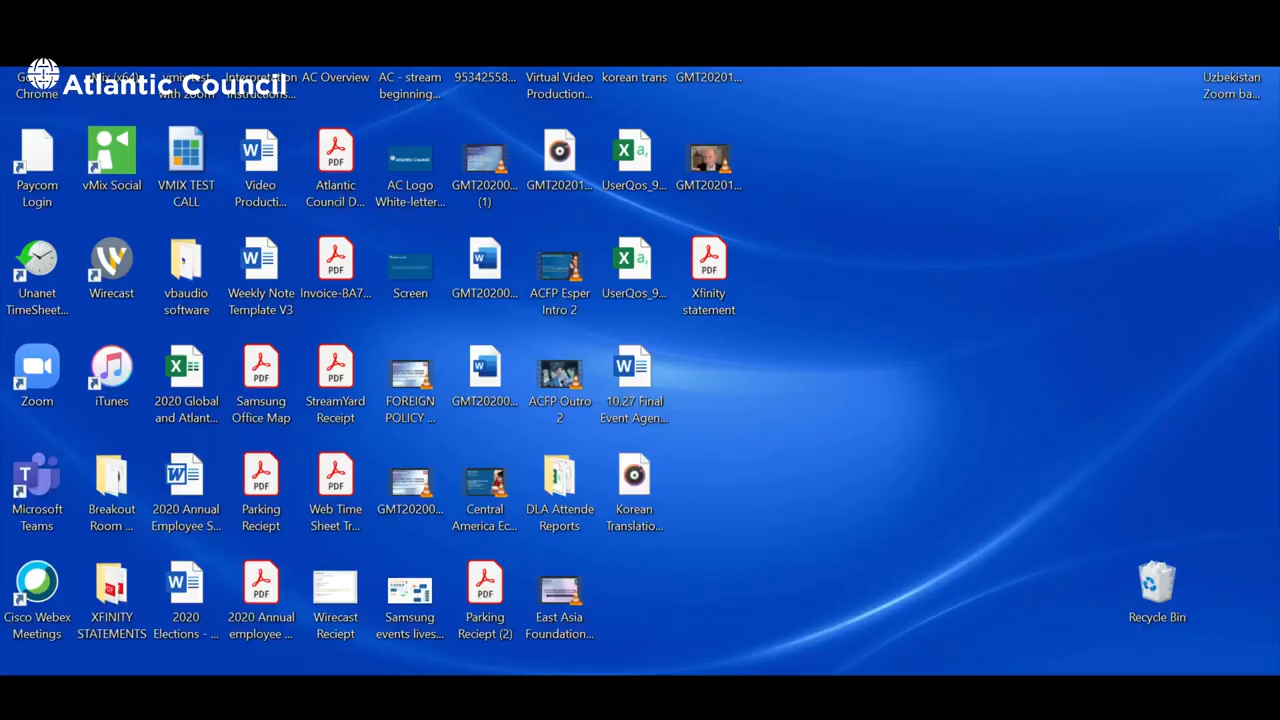 Atlantic Council
Chrome
with zoom
AC Overview
AC - stream
beginning...
95342558...
Virtual Video
Production...
korean trans
GMT20201...
Uzbekistan
Zoom ba...
Paycom
Login
vMix Social
VMIX TEST
CALL
Video
Producti...
Atlantic
Council D...
AC Logo
White-letter...
GMT20200...
(1)
GMT20201...
UserQos_9...
GMT20201...
Unanet
TimeSheet...
Wirecast
vbaudio
software
Weekly Note
Template V3
Invoice-BA7...
Screen
GMT20200...
ACFP Esper
Intro 2
UserQos_9...
Xfinity
statement
Zoom
iTunes
2020 Global
and Atlant...
Samsung
Office Map
StreamYard
Receipt
FOREIGN
POLICY ...
GMT20200...
ACFP Outro
2
10.27 Final
Event Agen...
Microsoft
Teams
Breakout
Room ...
2020 Annual
Employee S...
Parking
Reciept
Web Time
Sheet Tr...
GMT20200...
Central
America Ec...
DLA Attende
Reports
Korean
Translatio...
Cisco Webex
Meetings
XFINITY
STATEMENTS
2020
Elections - ...
2020 Annual
employee ...
Wirecast
Reciept
Samsung
events lives...
Parking
Reciept (2)
East Asia
Foundation...
Recycle Bin